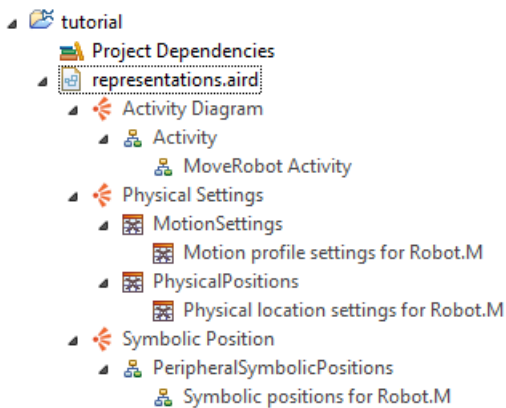 tutorial
Project Dependencies
representations.aird
Activity Diagram
Activity
MoveRobot Activity
Physical Settings
MotionSettings
Motion profile settings for Robot.M
PhysicalPositions
Physical location settings for Robot.M
Symbolic Position
PeripheralSymbolicPositions
Symbolic positions for Robot.M